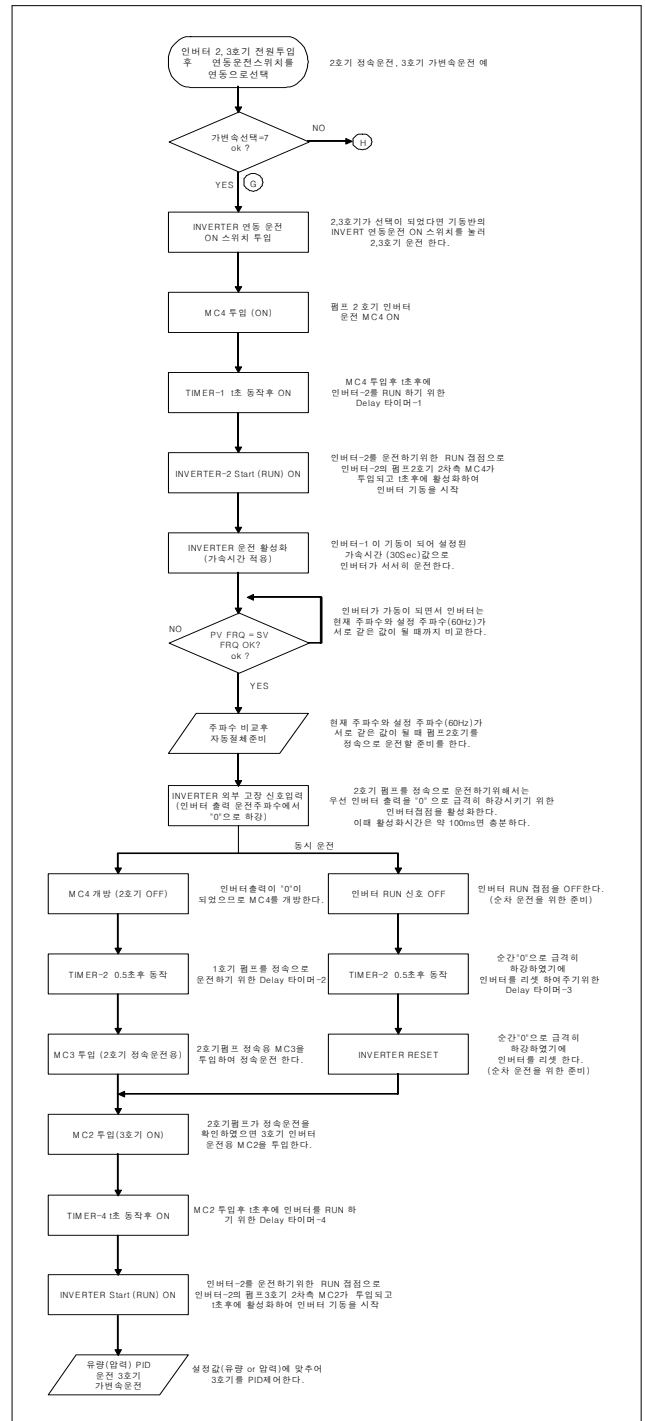 인버터 2, 3호기 전원투입
후 연동운전스위치를
연동으로선택
2호기 정속운전, 3호기 가변속운전 예
가변속선택=7
ok ?
NO
H
YES
G
INVERTER 연동 운전
ON 스위치 투입
2,3호기가 선택이 되었다면 기동반의
INVERT 연동운전 ON 스위치를 눌러
2,3호기 운전 한다.
MC4 투입 (ON)
펌프 2 호기 인버터
운전 MC4 ON
TIMER-1 t초 동작후 ON
MC4 투입후 t초후에
인버터-2를 RUN 하기 위한
Delay 타이머-1
INVERTER-2 Start (RUN) ON
인버터-2를 운전하기위한 RUN 접점으로
인버터-2의 펌프2호기 2차측 MC4가
투입되고 t초후에 활성화하여
인버터 기동을 시작
INVERTER 운전 활성화
(가속시간 적용)
인버터-1 이 기동이 되어 설정된
가속시간 (30Sec)값으로
인버터가 서서히 운전한다.
NO
PV FRQ = SV
FRQ OK?
ok ?
인버터가 가동이 되면서 인버터는
현재 주파수와 설정 주파수(60Hz)가
서로 같은 값이 될 때까지 비교한다.
YES
주파수 비교후
자동절체준비
현재 주파수와 설정 주파수(60Hz)가
서로 같은 값이 될 때 펌프2호기를
정속으로 운전할 준비를 한다.
INVERTER 외부 고장 신호입력
(인버터 출력 운전주파수에서
"0"으로 하강)
2호기 펌프를 정속으로 운전하기위해서는
우선 인버터 출력을 "0" 으로 급격히 하강시키기 위한
인버터접점을 활성화한다.
이때 활성화시간은 약 100ms면 충분하다.
동시 운전
MC4 개방 (2호기 OFF)
인버터출력이 "0"이
되었으므로 MC4를 개방한다.
인버터 RUN 신호 OFF
인버터 RUN 접점을 OFF한다.
(순차 운전을 위한 준비)
TIMER-2 0.5초후 동작
1호기 펌프를 정속으로
운전하기 위한 Delay 타이머-2
TIMER-2 0.5초후 동작
순간"0"으로 급격히
하강하였기에
인버터를 리셋 하여주기위한
Delay 타이머-3
MC3 투입 (2호기 정속운전용)
2호기펌프 정속용 MC3을
투입하여 정속운전 한다.
INVERTER RESET
순간"0"으로 급격히
하강하였기에
인버터를 리셋 한다.
(순차 운전을 위한 준비)
MC2 투입(3호기 ON)
2호기펌프가 정속운전을
확인하였으면 3호기 인버터
운전용 MC2을 투입한다.
TIMER-4 t초 동작후 ON
MC2 투입후 t초후에 인버터를 RUN 하
기 위한 Delay 타이머-4
INVERTER Start (RUN) ON
인버터-2를 운전하기위한 RUN 접점으로
인버터-2의 펌프3호기 2차측 MC2가 투입되고
t초후에 활성화하여 인버터 기동을 시작
유량(압력) PID
운전 3호기
가변속운전
설정값(유량 or 압력)에 맞추어
3호기를 PID제어한다.